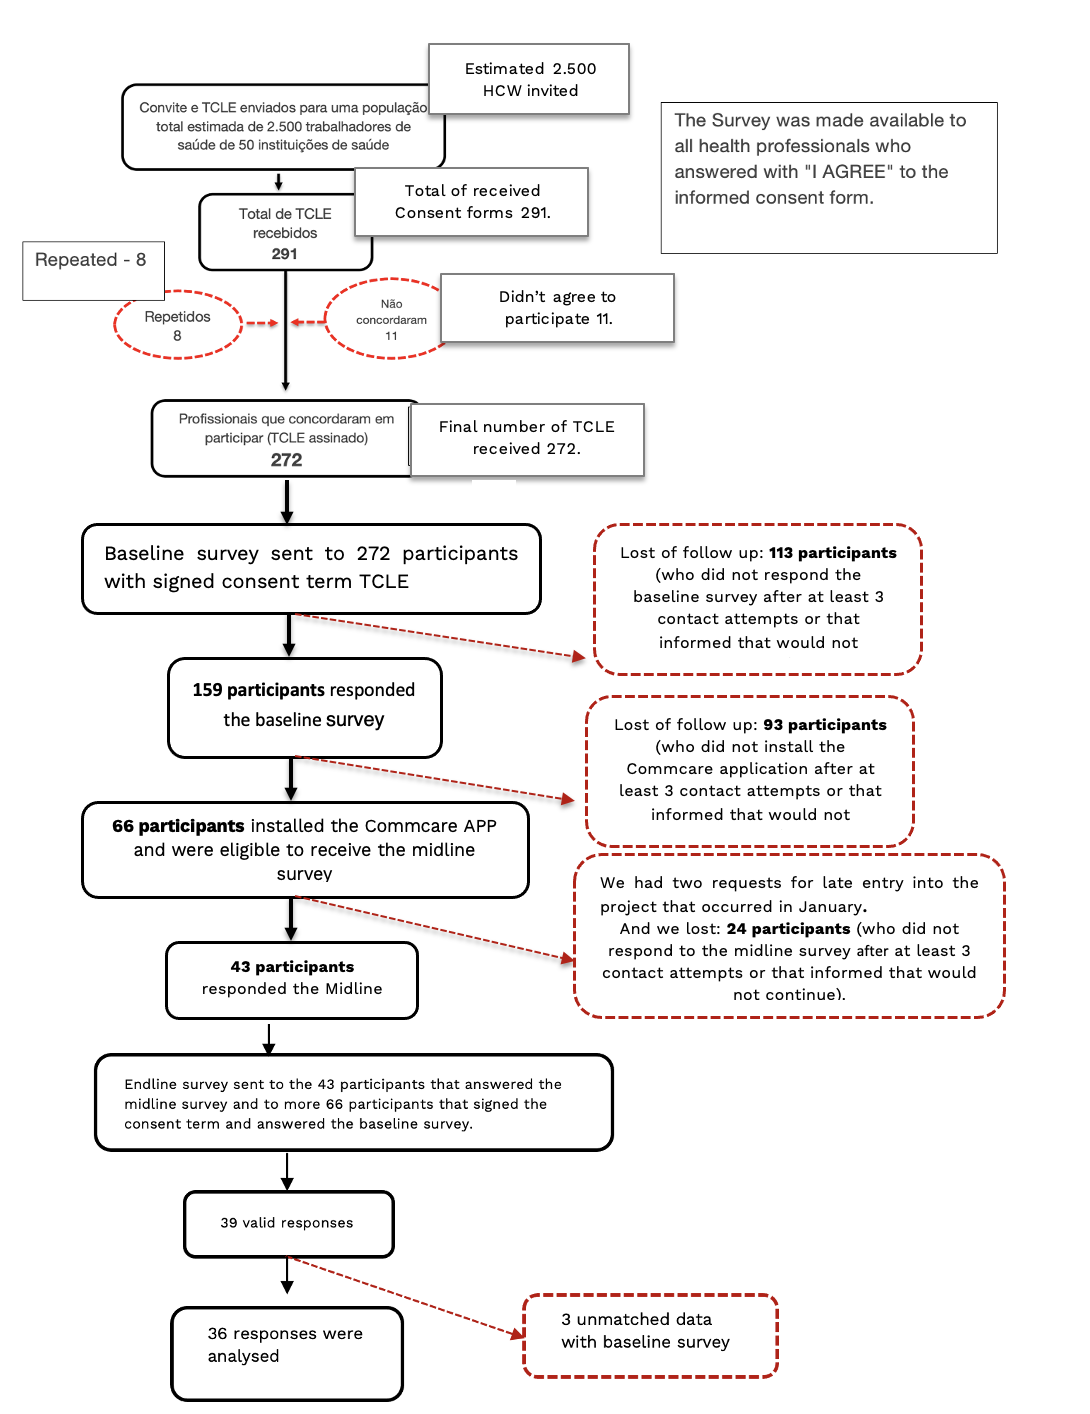 Estimated 2.500
HCW invited
Convite e TCLE enviados para uma população
total estimada de 2.500 trabalhadores de
saúde de 50 instituições de saúde
The Survey was made available to
all health professionals who
answered with "I AGREE" to the
informed consent form.
Total of received
Consent forms 291.
Total de TCLE
recebidos
291
Repeated - 8
Repetidos
8
Não
concordaram
11
Didn't agree to
participate 11.
Profissionais que concordaram em
participar (TCLE assinado)
272
Final number of TCLE
received 272.
Baseline survey sent to 272 participants
with signed consent term TCLE
Lost of follow up: 113 participants
(who did not respond the
baseline survey after at least 3
contact attempts or that
informed that would not
159 participants responded
the baseline survey
Lost of follow up: 93 participants
(who did not install the
Commcare application after at
least 3 contact attempts or that
informed that would not
66 participants installed the Commcare APP
and were eligible to receive the midline
survey
We had two requests for late entry into the
project that occurred in January.
And we lost: 24 participants (who did not
respond to the midline survey after at least 3
contact attempts or that informed that would
not continue).
43 participants
responded the Midline
Endline survey sent to the 43 participants that answered the
midline survey and to more 66 participants that signed the
consent term and answered the baseline survey.
39 valid responses
3 unmatched data
with baseline survey
36 responses were
analysed